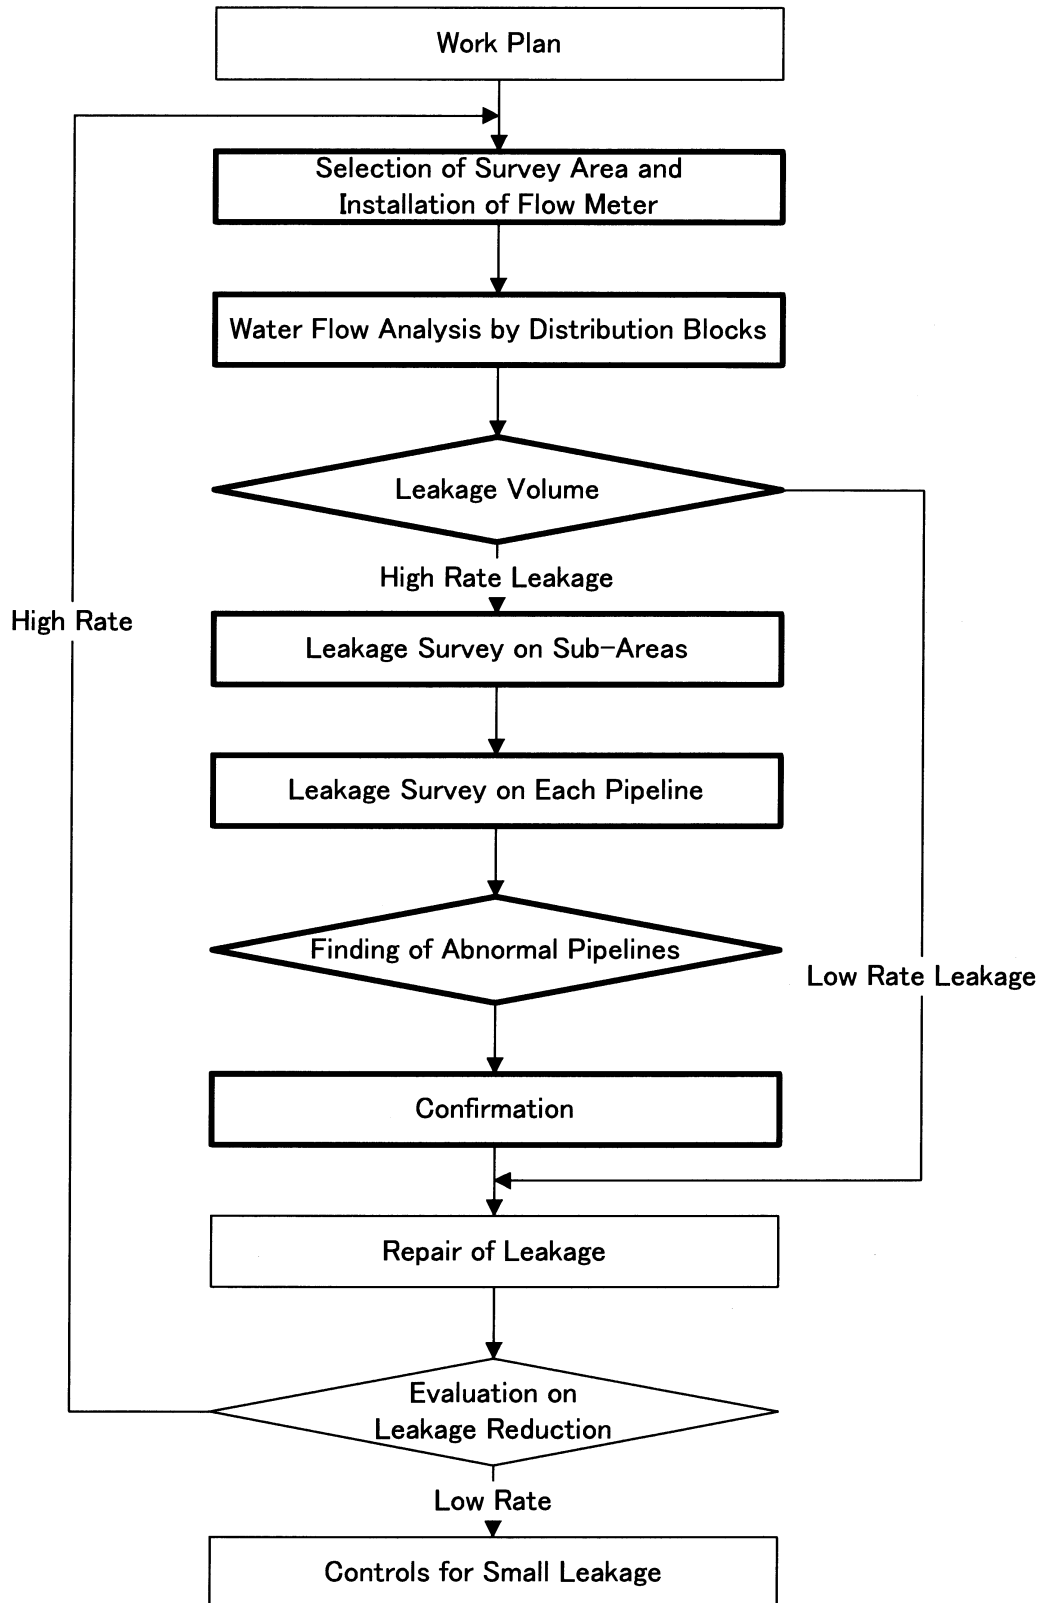 Work Plan
Selection of Survey Area and
Installation of Flow Meter
Water Flow Analysis by Distribution Blocks
Leakage Volume
High Rate Leakage
High Rate
Leakage Survey on Sub-Areas
Leakage Survey on Each Pipeline
Finding of Abnormal Pipelines
Low Rate Leakage
Confirmation
Repair of Leakage
Evaluation on
Leakage Reduction
Low Rate
Controls for Small Leakage